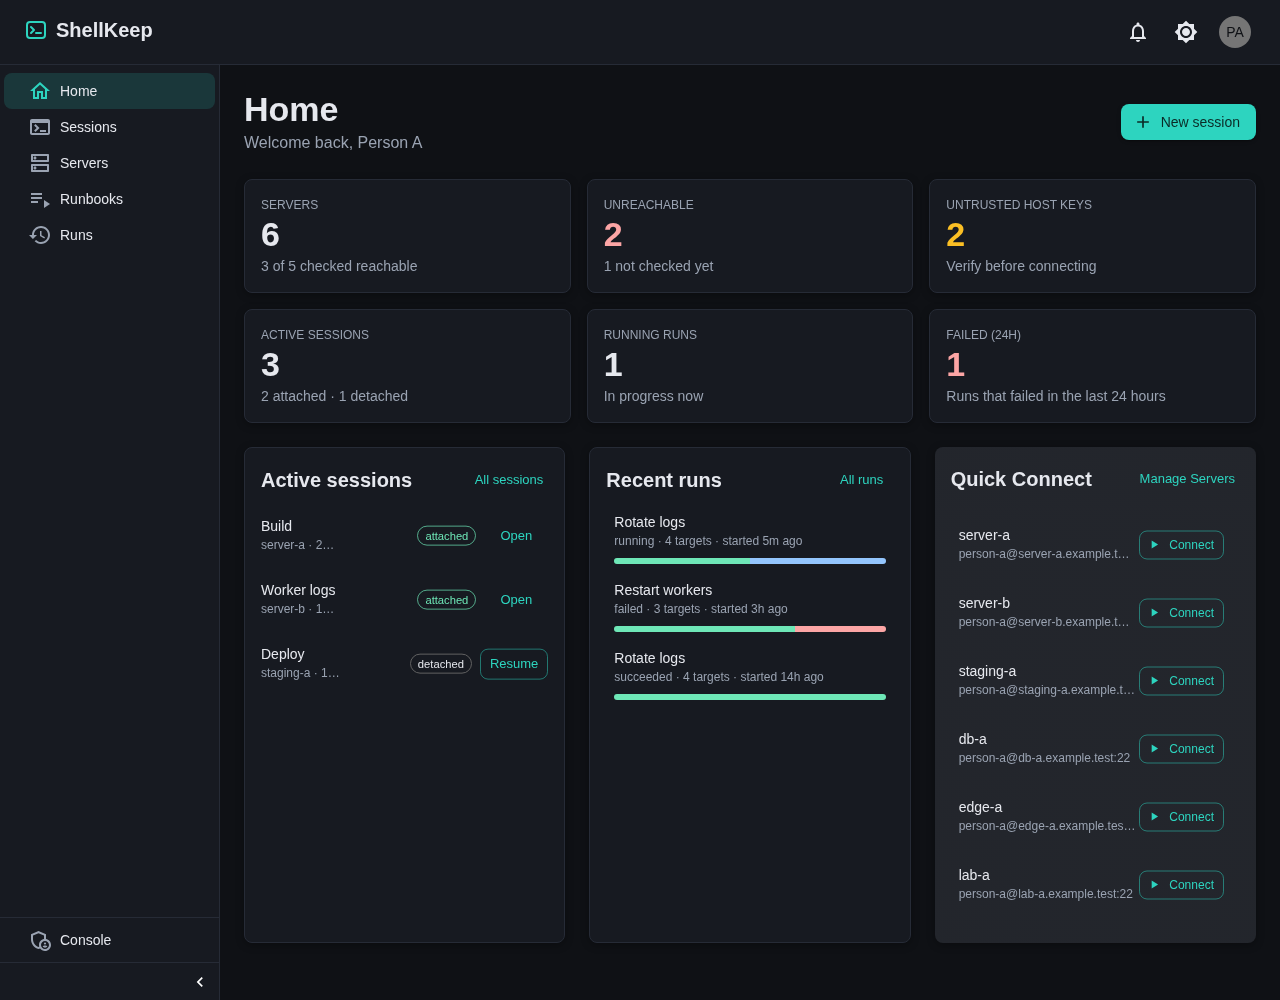 ShellKeep
PA
Home
Sessions
Servers
Runbooks
Runs
Console
Home
Welcome back, Person A
New session
SERVERS
6
3 of 5 checked reachable
UNREACHABLE
2
1 not checked yet
UNTRUSTED HOST KEYS
2
Verify before connecting
ACTIVE SESSIONS
3
2 attached · 1 detached
RUNNING RUNS
1
In progress now
FAILED (24H)
1
Runs that failed in the last 24 hours
Active sessions
All sessions
Build
server-a · 2…
attached
Open
Worker logs
server-b · 1…
attached
Open
Deploy
staging-a · 1…
detached
Resume
Recent runs
All runs
Rotate logs
running · 4 targets · started 5m ago
Restart workers
failed · 3 targets · started 3h ago
Rotate logs
succeeded · 4 targets · started 14h ago
Quick Connect
Manage Servers
server-a
person-a@server-a.example.t…
Connect
server-b
person-a@server-b.example.t…
Connect
staging-a
person-a@staging-a.example.t…
Connect
db-a
person-a@db-a.example.test:22
Connect
edge-a
person-a@edge-a.example.tes…
Connect
lab-a
person-a@lab-a.example.test:22
Connect